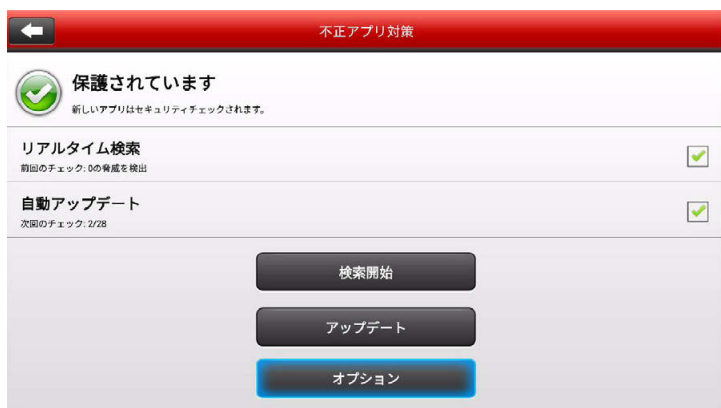 不正アプリ対策
保護されています
新しいアプリはセキュリティチェックされます。
リアルタイム検索
前回のチェック: 0の脅威を検出
自動アップデート
次回のチェック: 2/28
検索開始
アップデート
オプション